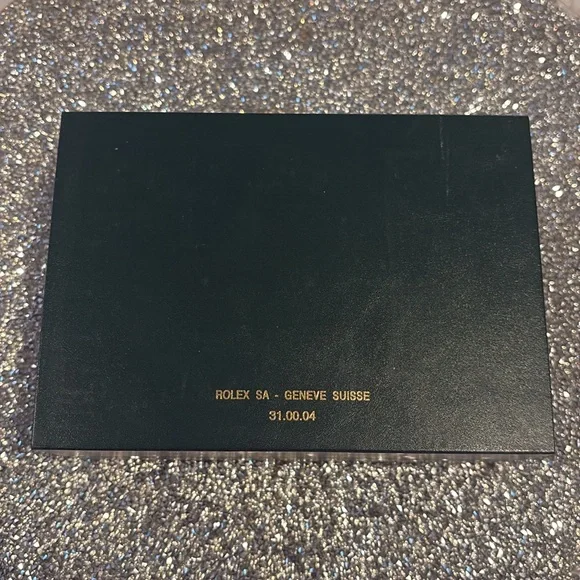 ROLEX SA - GENEVE SUISSE
31.00.04